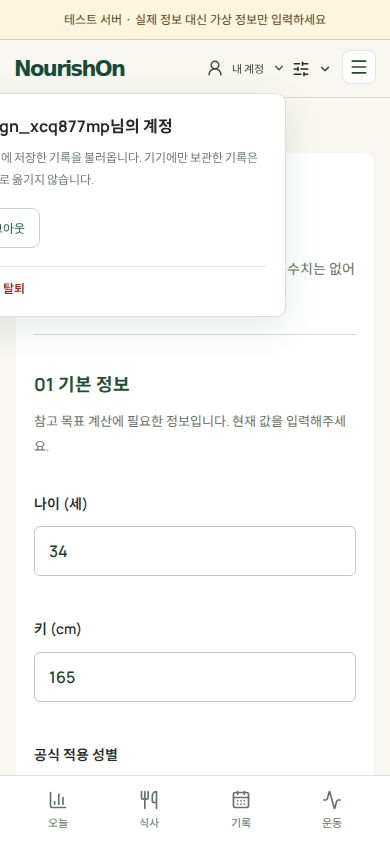 테스트 서버 · 실제 정보 대신 가상 정보만 입력하세요
NourishOn
내 계정
gn_xcq877mp님의 계정
에 저장한 기록을 불러옵니다. 기기에만 보관한 기록은
로 옮기지 않습니다.
그아웃
탈퇴
수치는 없어
01 기본 정보
참고 목표 계산에 필요한 정보입니다. 현재 값을 입력해주세
요.
나이 (세)
34
키 (cm)
165
공식 적용 성별
오늘
식사
기록
운동